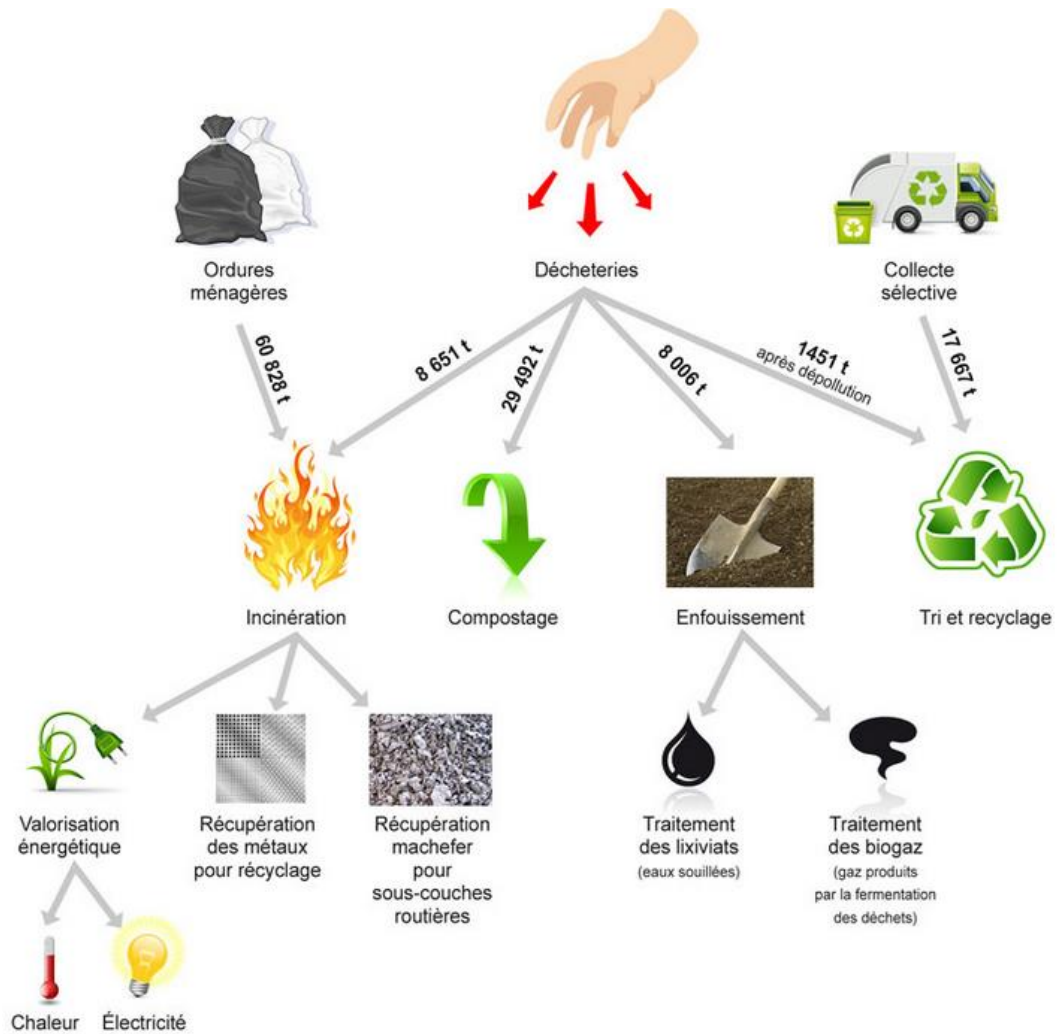 Ordures
ménagères
Décheteries
Collecte
sélective
60 828 t
8 651 t
29 492 t
8 006 t
1451 t
après dépollution
17 667 t
Incinération
Compostage
Enfouissement
Tri et recyclage
Valorisation
énergétique
Récupération
des métaux
pour récyclage
Récupération
machefer
pour
sous-couches
routières
Traitement
des lixiviats
(eaux souillées)
Traitement
des biogaz
(gaz produits
par la fermentation
des déchets)
Chaleur
Électricité